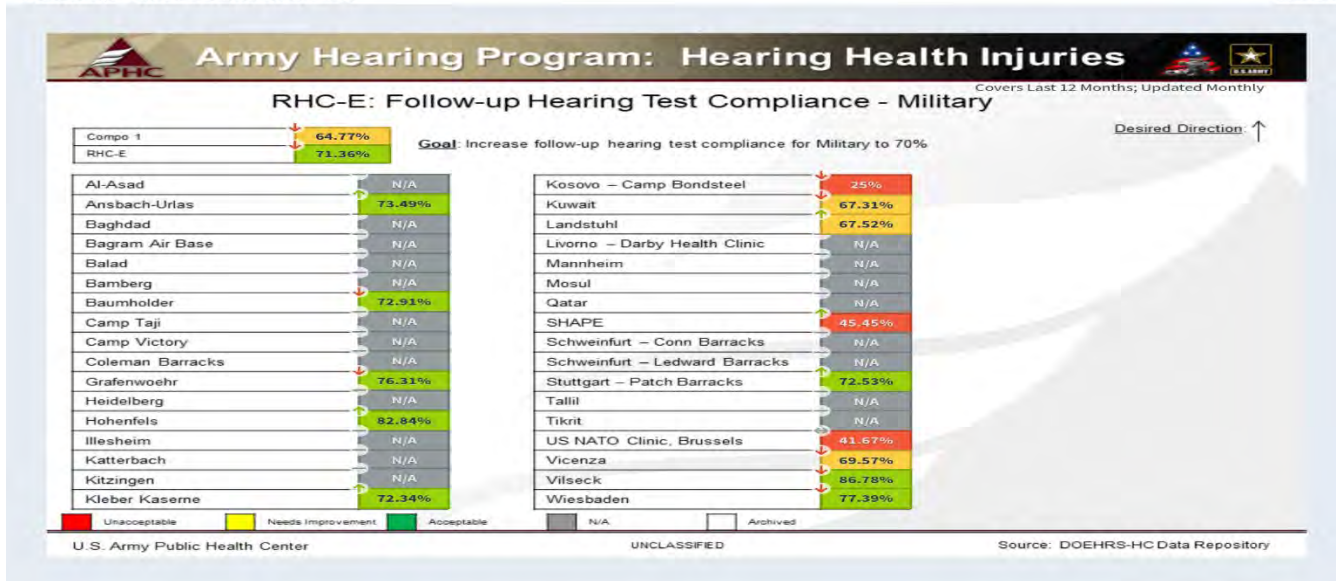 APHC
Army Hearing Program: Hearing Health Injuries
U.S.ARMY
Covers Last 12 Months; Updated Monthly
RHC-E: Follow-up Hearing Test Compliance - Military
Desired Direction: ↑
Compo 1 64.77%
RHC-E 71.36%
Goal: Increase follow-up hearing test compliance for Military to 70%
Al-Asad N/A
Ansbach-Urlas 73.49%
Baghdad N/A
Bagram Air Base N/A
Balad N/A
Bamberg N/A
Baumholder 72.91%
Camp Taji N/A
Camp Victory N/A
Coleman Barracks N/A
Grafenwoehr 76.31%
Heidelberg N/A
Hohenfels 82.84%
Illesheim N/A
Katterbach N/A
Kitzingen N/A
Kleber Kaserne 72.34%
Kosovo – Camp Bondsteel 25%
Kuwait 67.31%
Landstuhl 67.52%
Livorno – Darby Health Clinic N/A
Mannheim N/A
Mosul N/A
Qatar N/A
SHAPE 45.45%
Schweinfurt – Conn Barracks N/A
Schweinfurt – Ledward Barracks N/A
Stuttgart – Patch Barracks 72.53%
Tallil N/A
Tikrit N/A
US NATO Clinic, Brussels 41.67%
Vicenza 69.57%
Vilseck 86.78%
Wiesbaden 77.39%
Unacceptable Needs Improvement Acceptable N/A Archived
U.S. Army Public Health Center UNCLASSIFIED Source: DOEHRS-HC Data Repository